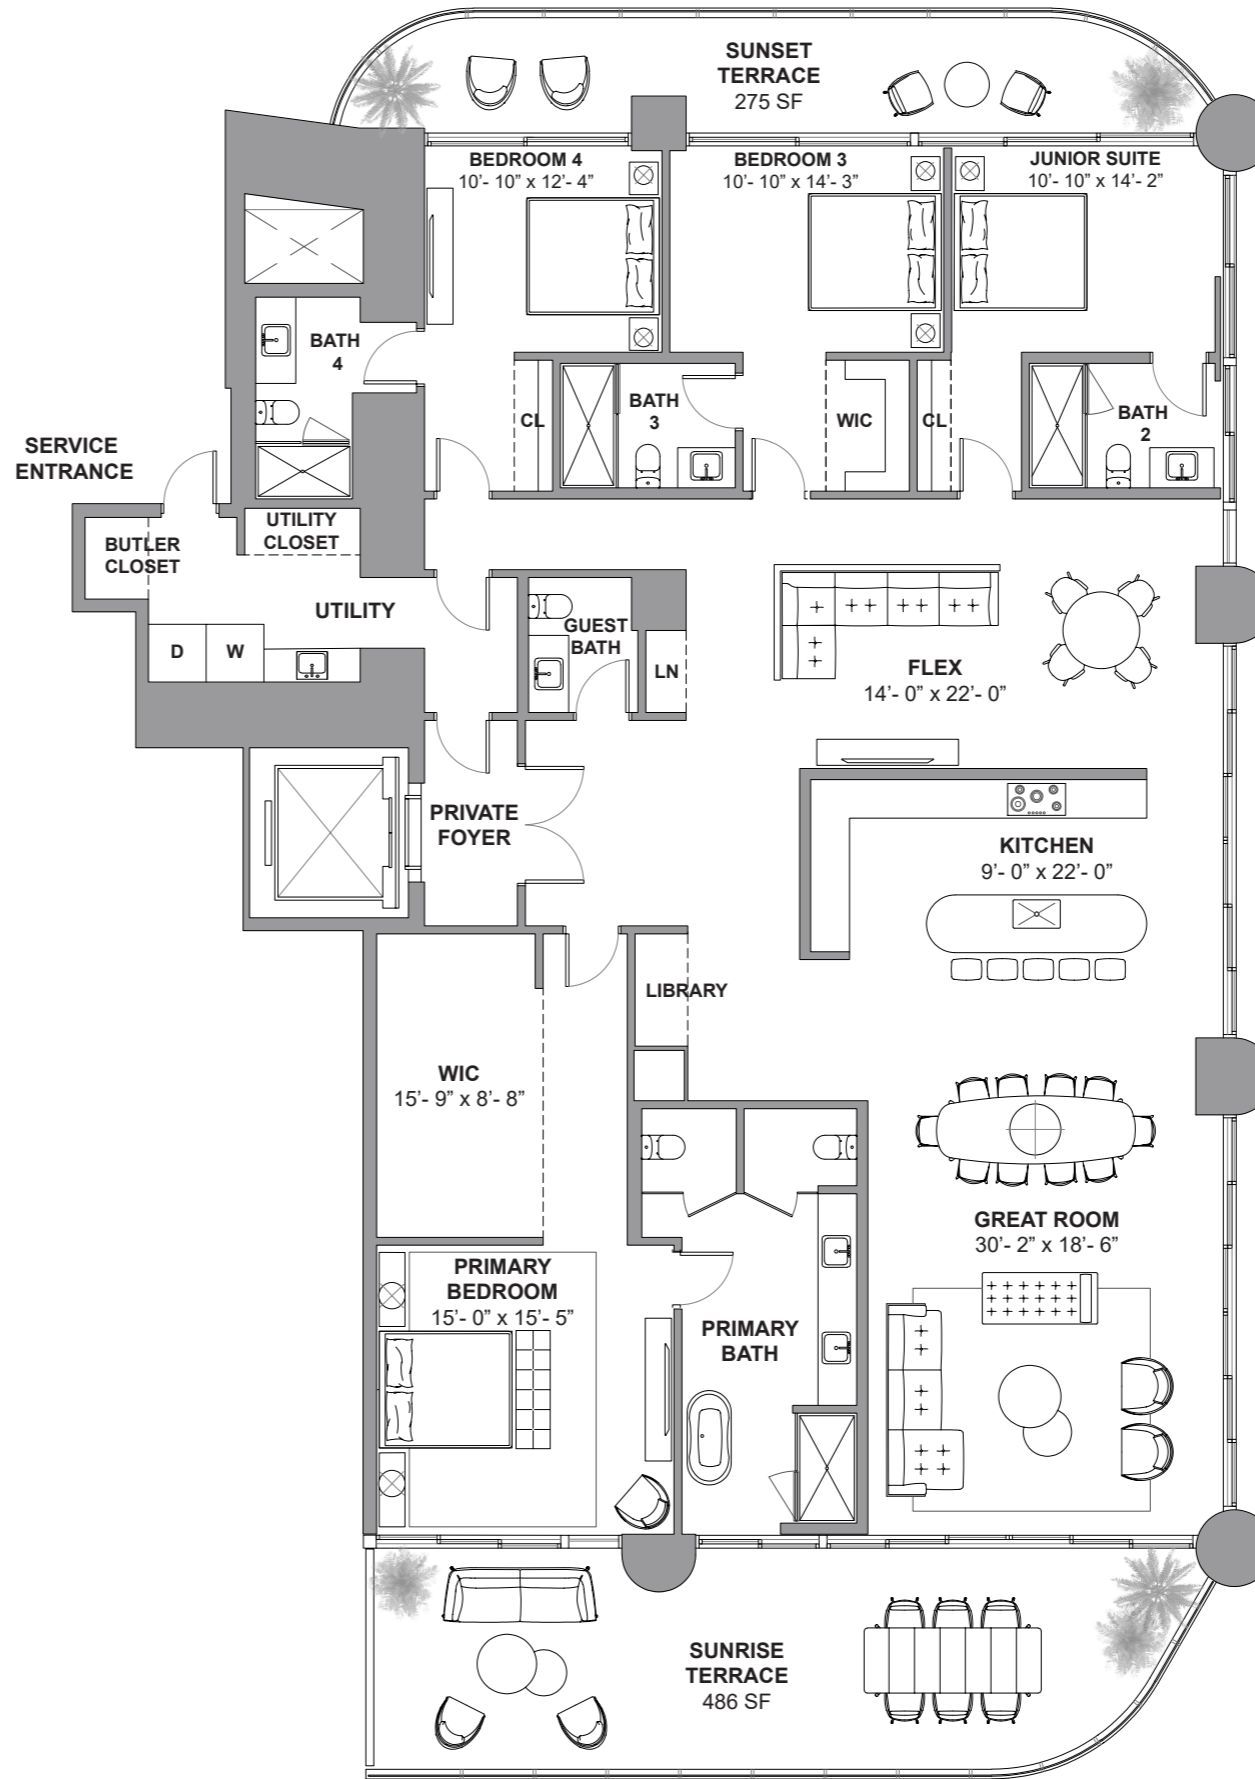 SUNSET
TERRACE
275 SF
BEDROOM 4
10’- 10” x 12’- 4”
BEDROOM 3
10’- 10” x 14’- 3”
JUNIOR SUITE
10’- 10” x 14’- 2”
BATH
4
CL
BATH
3
WIC
CL
BATH
2
SERVICE
ENTRANCE
BUTLER
CLOSET
UTILITY
CLOSET
UTILITY
D
W
GUEST
BATH
LN
FLEX
14’- 0” x 22’- 0”
PRIVATE
FOYER
KITCHEN
9’- 0” x 22’- 0”
LIBRARY
WIC
15’- 9” x 8’- 8”
GREAT ROOM
30’- 2” x 18’- 6”
PRIMARY
BEDROOM
15’- 0” x 15’- 5”
PRIMARY
BATH
SUNRISE
TERRACE
486 SF